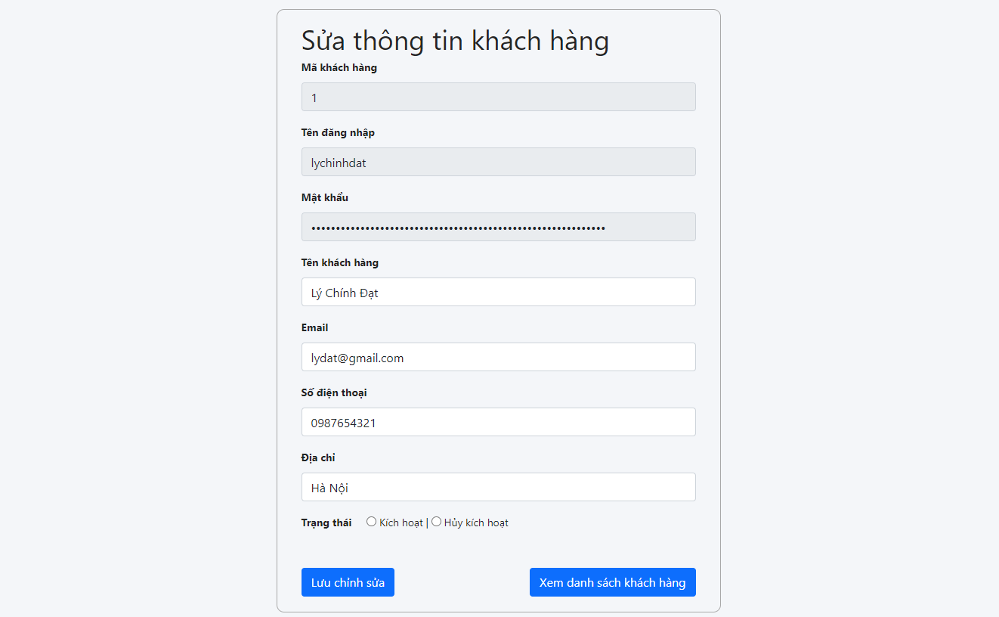 Sửa thông tin khách hàng
Mã khách hàng
1
Tên đăng nhập
lychinhdat
Mật khẩu
••••••••••••••••••••••••••••••••••••••••••••••••••••••••••••
Tên khách hàng
Lý Chính Đạt
Email
lydat@gmail.com
Số điện thoại
0987654321
Địa chỉ
Hà Nội
Trạng thái Kích hoạt | Hủy kích hoạt
Lưu chỉnh sửa Xem danh sách khách hàng